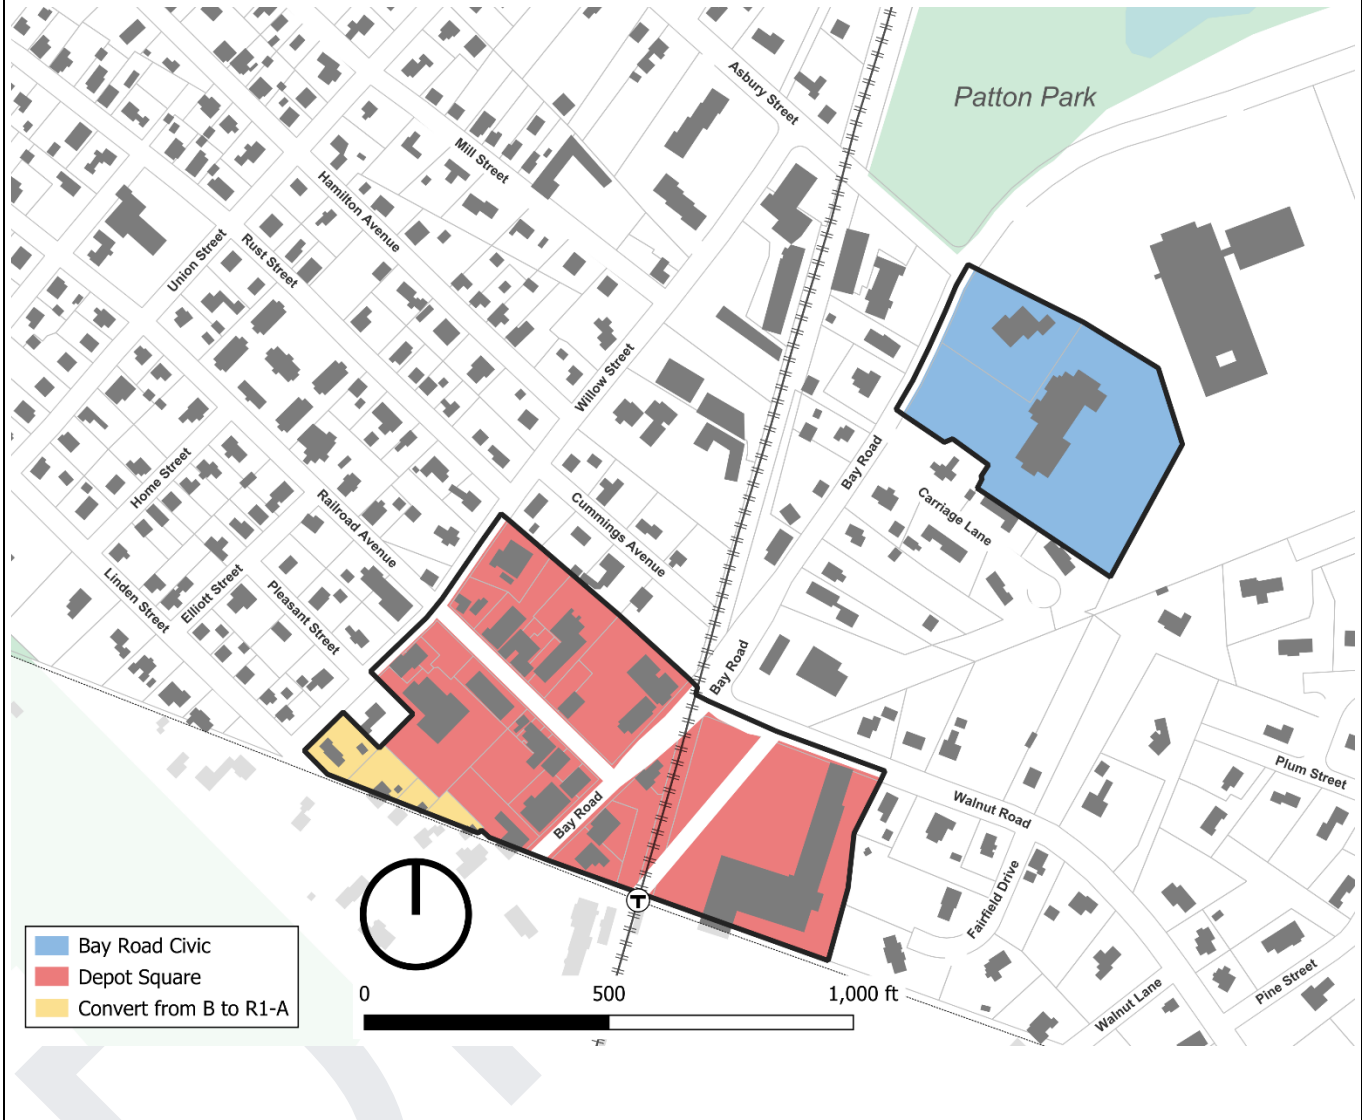 Asbury Street
Patton Park
Mill Street
Hamilton Avenue
Union Street
Rust Street
Willow Street
Bay Road
Home Street
Railroad Avenue
Cummings Avenue
Carriage Lane
Linden Street
Elliott Street
Pleasant Street
Bay Road
Bay Road
Walnut Road
Plum Street
Fairfield Drive
Pine Street
Walnut Lane
T
Bay Road Civic
Depot Square
Convert from B to R1-A
0 500 1,000 ft